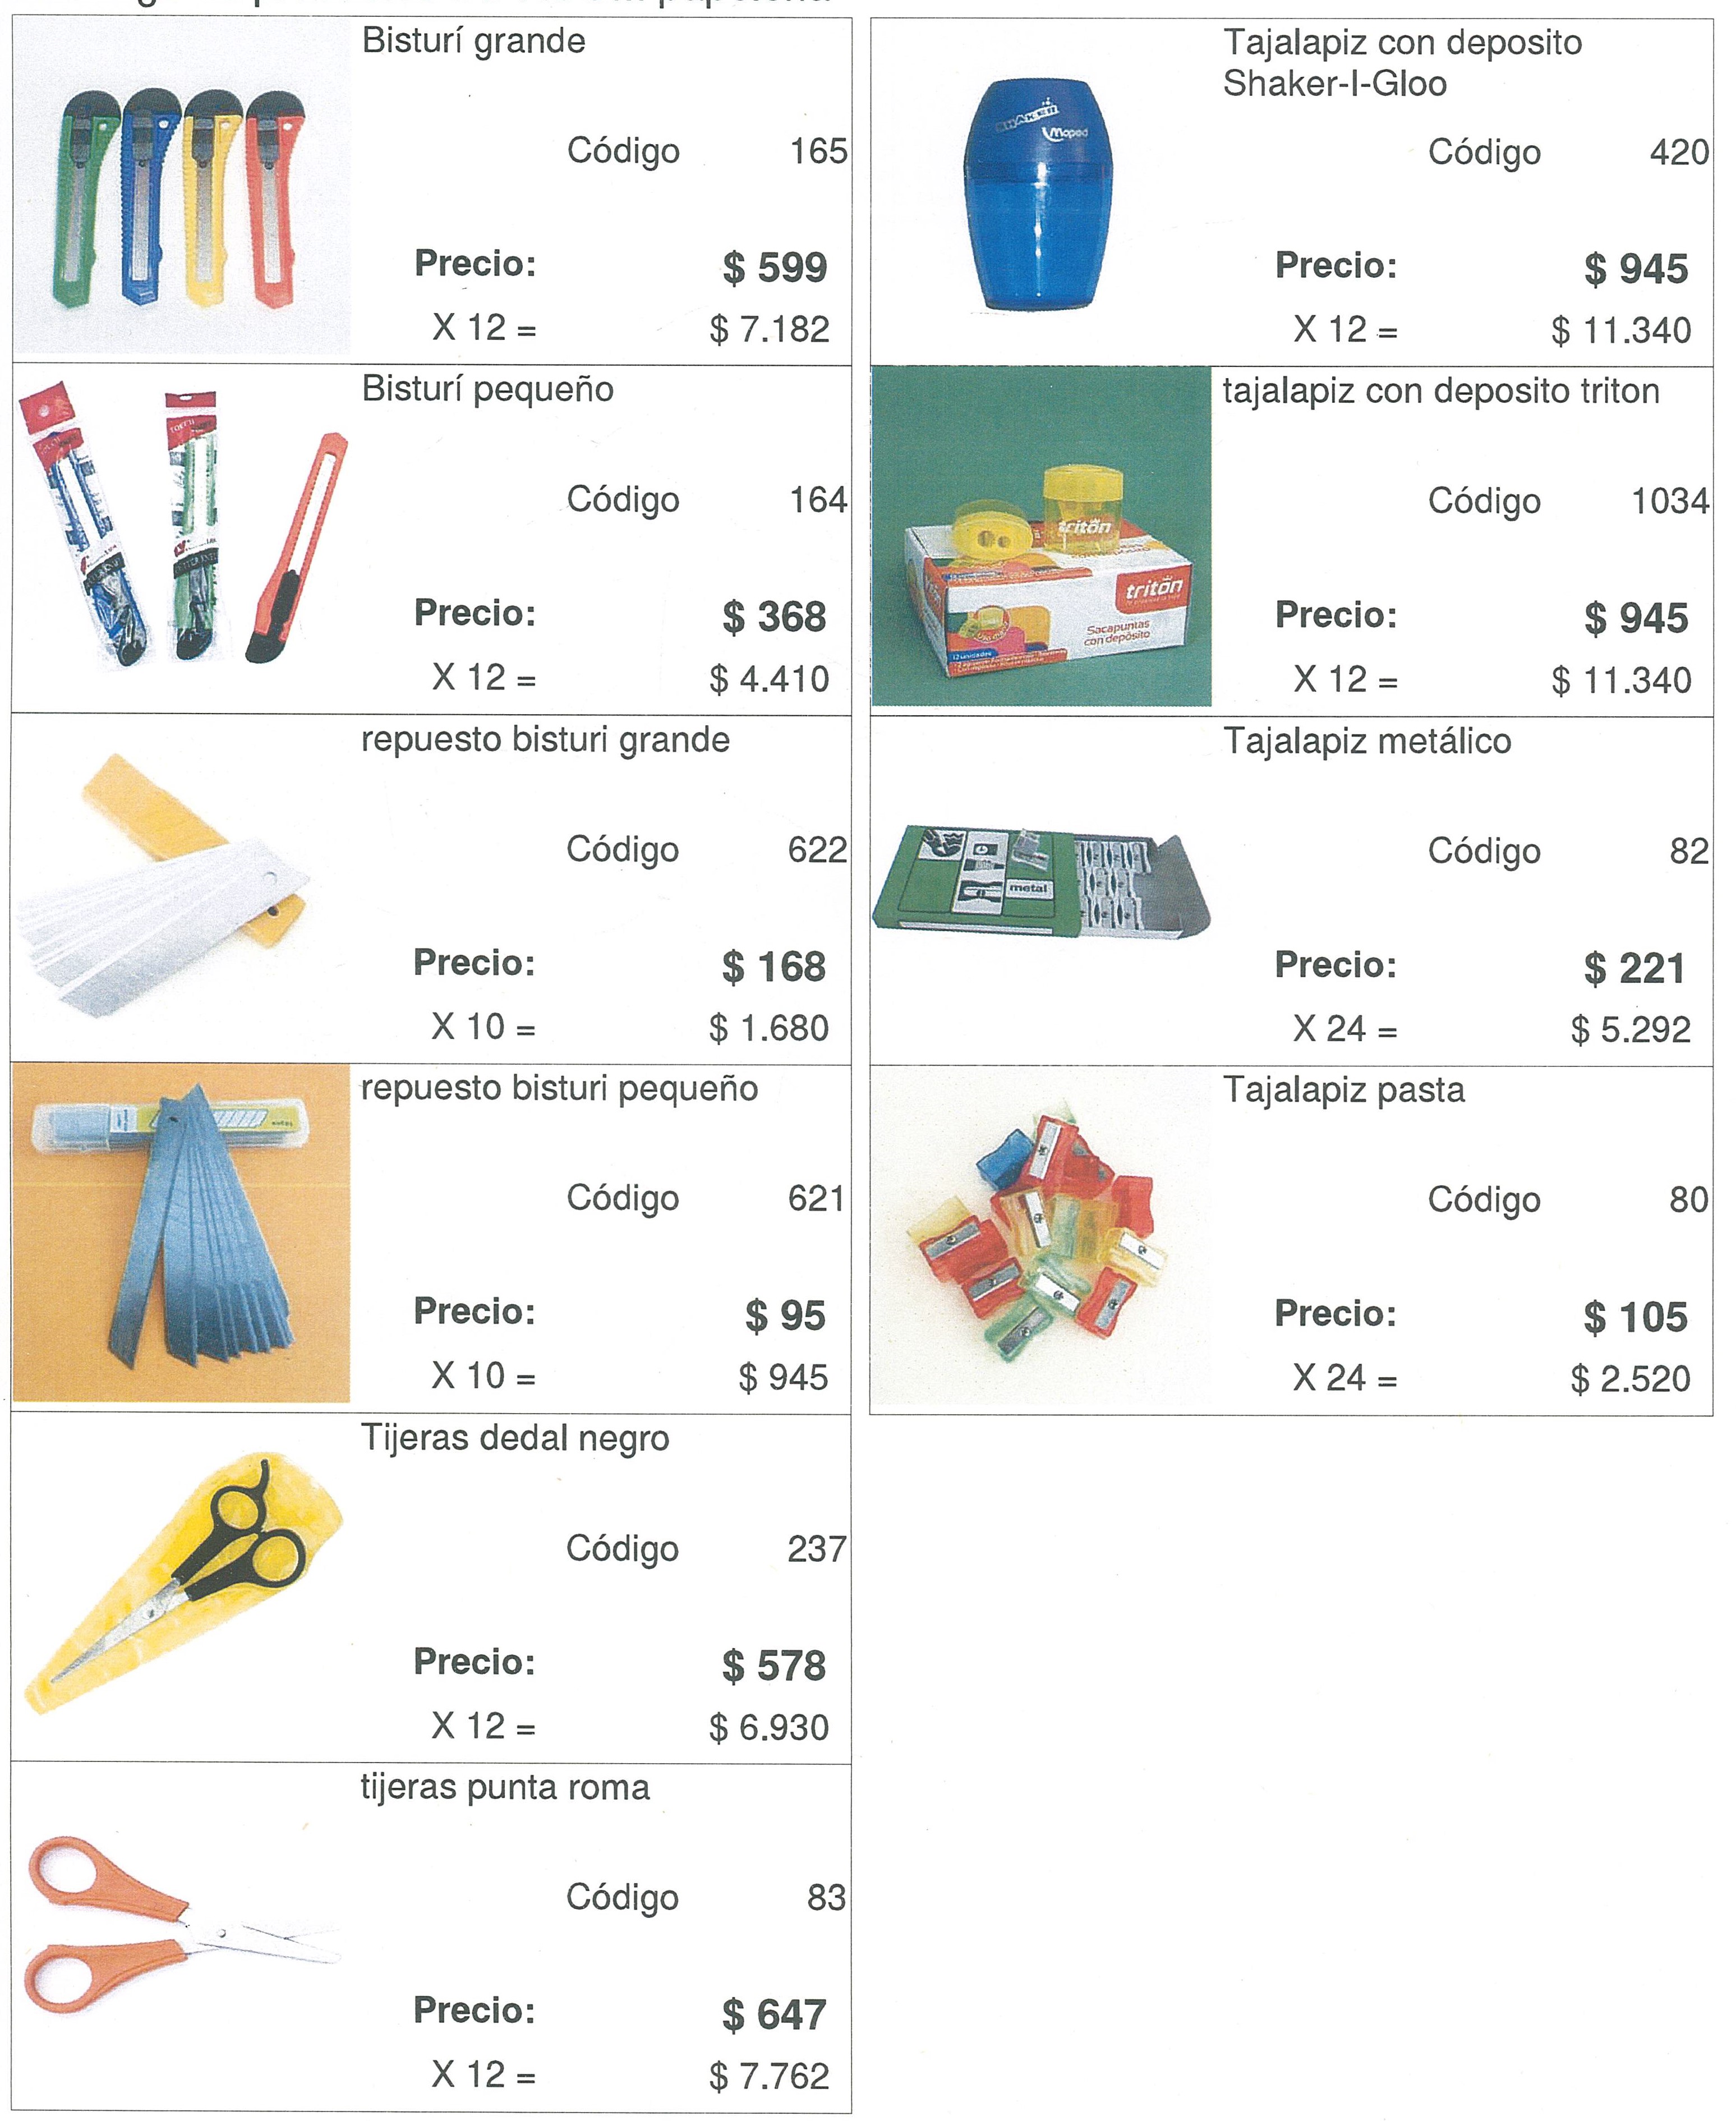 Bisturí grande
Código 165
Precio: $ 599
X 12 = $ 7.182
Bisturí pequeño
Código 164
Precio: $ 368
X 12 = $ 4.410
repuesto bisturi grande
Código 622
Precio: $ 168
X 10 = $ 1.680
repuesto bisturi pequeño
Código 621
Precio: $ 95
X 10 = $ 945
Tijeras dedal negro
Código 237
Precio: $ 578
X 12 = $ 6.930
tijeras punta roma
Código 83
Precio: $ 647
X 12 = $ 7.762
Tajalapiz con deposito
Shaker-I-Gloo
SHAKER
Maped
Código 420
Precio: $ 945
X 12 = $ 11.340
tajalapiz con deposito triton
triton
triton
Sacapuntas
con depósito
12 unidades
Código 1034
Precio: $ 945
X 12 = $ 11.340
Tajalapiz metálico
metal
Código 82
Precio: $ 221
X 24 = $ 5.292
Tajalapiz pasta
Código 80
Precio: $ 105
X 24 = $ 2.520